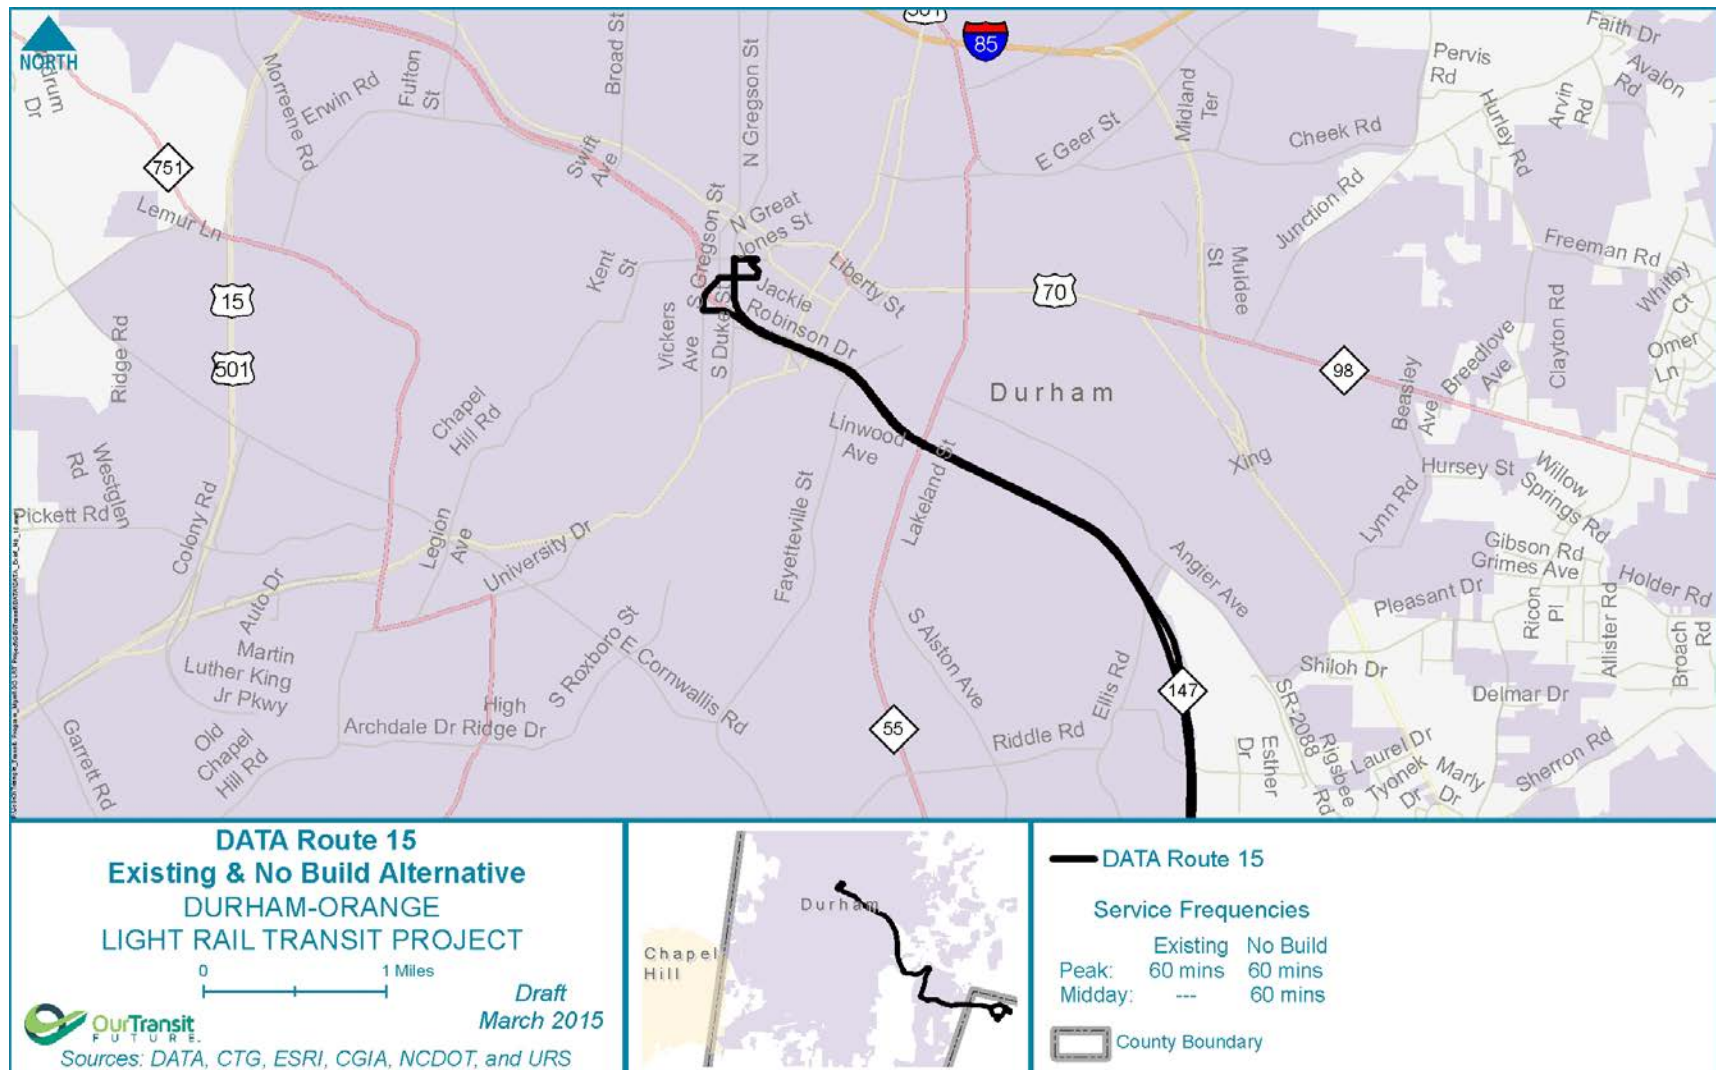 NORTH
Dr
Morreene Rd
Erwin Rd
Fulton
St
Broad St
N Gregson St
501
85
Midland
Ter
Pervis
Rd
Faith Dr
Avalon
Rd
Arvin
Rd
Hurley Rd
Cheek Rd
E Geer St
Swift
Ave
751
Lemur Ln
Junction Rd
Freeman Rd
Whitby
Ct
Omer
Ln
Kent
St
S Gregson St
N Great
Jones St
Liberty St
Jackie
Robinson Dr
70
Muldee
St
15
501
Ridge Rd
Vickers
Ave
S Duke St
Durham
98
Beasley
Ave
Breedlove
Ave
Clayton Rd
Chapel
Hill Rd
Linwood
Ave
Lakeland St
Xing
Hursey St
Willow
Springs Rd
Westglen
Rd
Pickett Rd
Colony Rd
Legion
Ave
University Dr
Fayetteville St
Lynn Rd
Gibson Rd
Grimes Ave
Holder Rd
Angier Ave
Pleasant Dr
Ricon
Pl
Allister Rd
Broach
Rd
Auto Dr
Martin
Luther King
Jr Pkwy
S Roxboro St
E Cornwallis Rd
S Alston Ave
Ellis Rd
147
Shiloh Dr
Delmar Dr
SR-2088
High
Archdale Dr Ridge Dr
Old
Chapel
Hill Rd
Garrett Rd
55
Riddle Rd
Esther
Dr
Rigsbee
Rd
Laurel Dr
Tyonek
Dr
Marly
Dr
Sherron Rd
DATA Route 15
Existing & No Build Alternative
DURHAM-ORANGE
LIGHT RAIL TRANSIT PROJECT
0 1 Miles
Draft
March 2015
OurTransit
FUTURE
Sources: DATA, CTG, ESRI, CGIA, NCDOT, and URS
Durham
Chapel
Hill
DATA Route 15
Service Frequencies
Existing No Build
Peak: 60 mins 60 mins
Midday: --- 60 mins
County Boundary